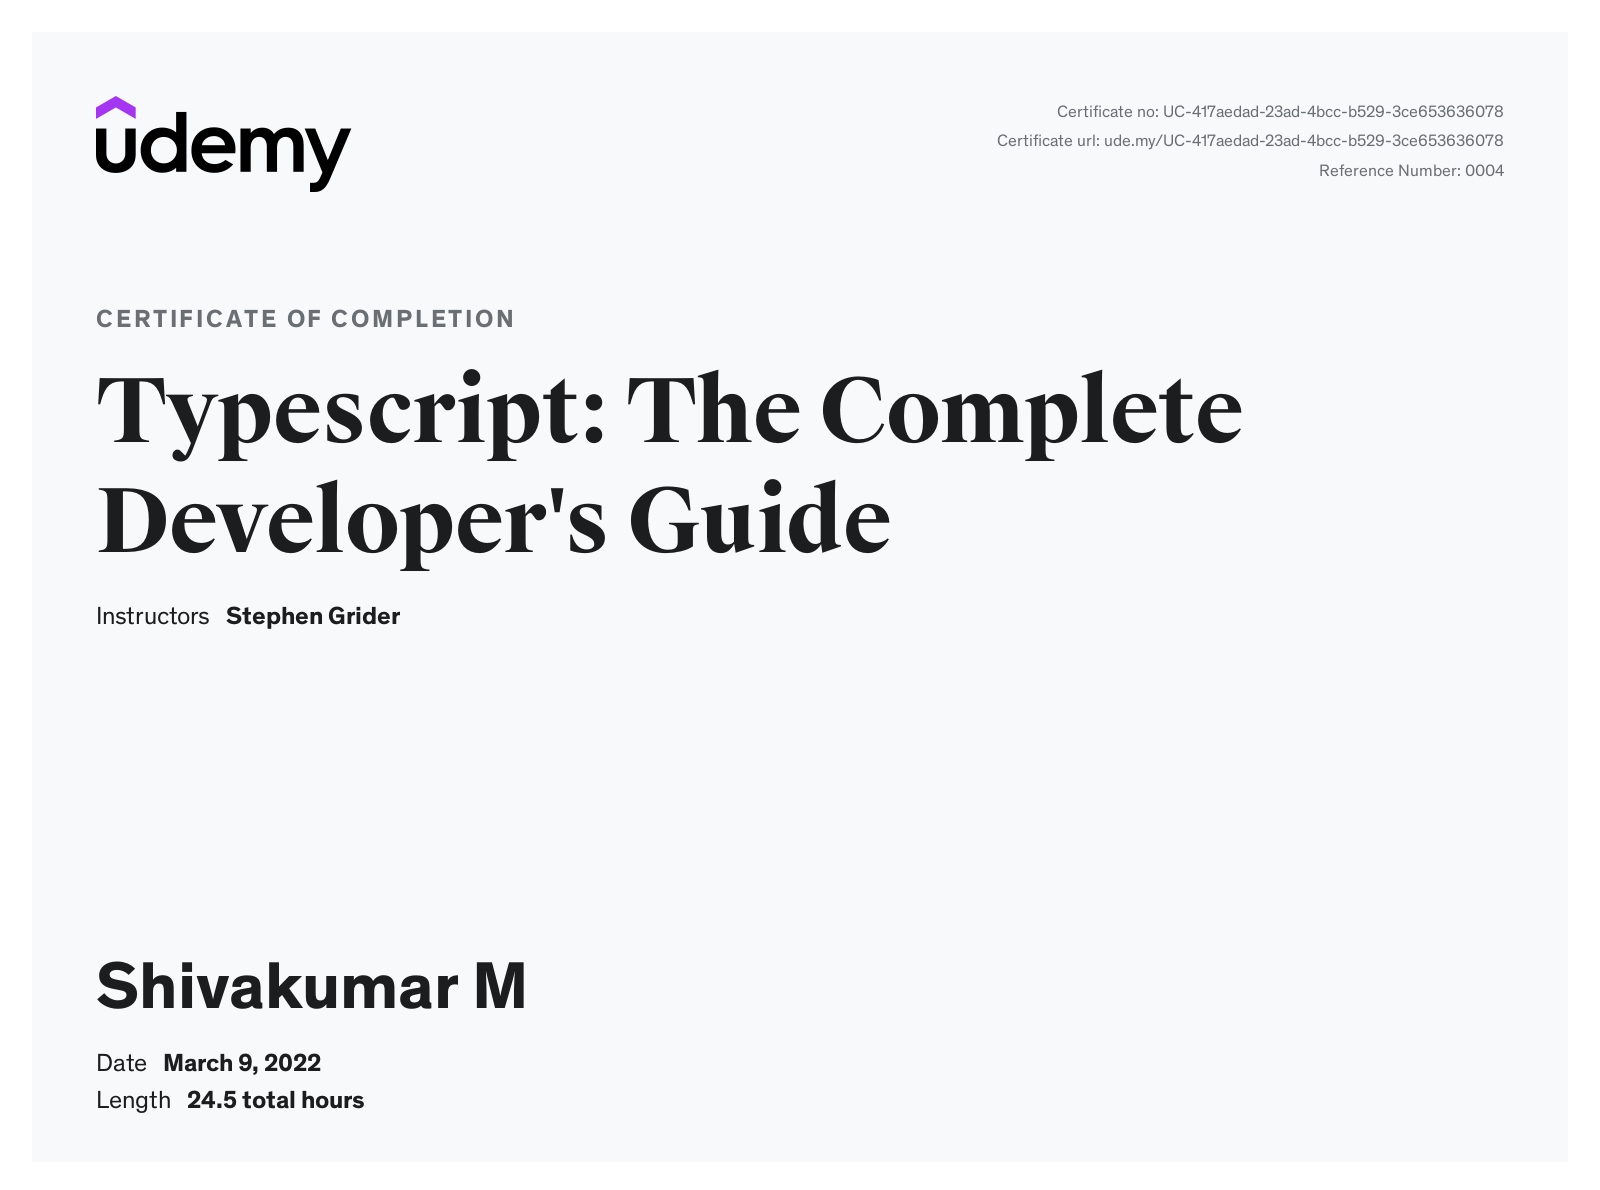 udemy
Certificate no: UC-417aedad-23ad-4bcc-b529-3ce653636078
Certificate url: ude.my/UC-417aedad-23ad-4bcc-b529-3ce653636078
Reference Number: 0004
CERTIFICATE OF COMPLETION
Typescript: The Complete
Developer's Guide
Instructors Stephen Grider
Shivakumar M
Date March 9, 2022
Length 24.5 total hours